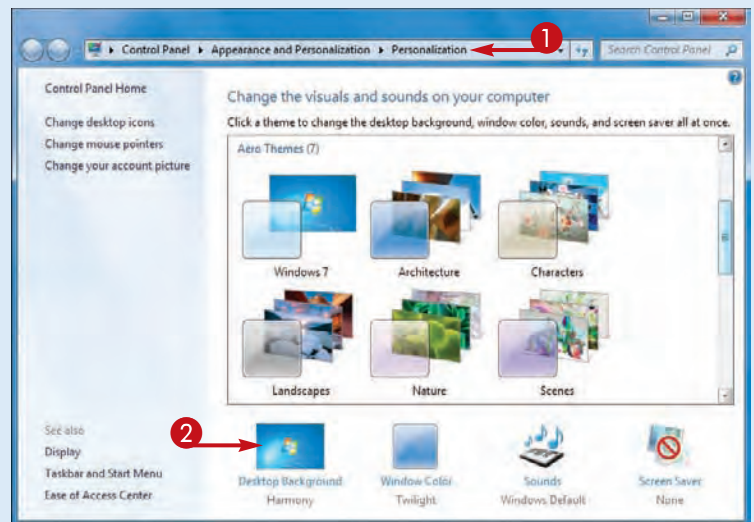 1
Control Panel ▸ Appearance and Personalization ▸ Personalization
Search Control Panel
Control Panel Home
Change desktop icons
Change mouse pointers
Change your account picture
Change the visuals and sounds on your computer
Click a theme to change the desktop background, window color, sounds, and screen saver all at once.
Aero Themes (7)
Windows 7
Architecture
Characters
Landscapes
Nature
Scenes
See also
Display
Taskbar and Start Menu
Ease of Access Center
2
Desktop Background
Harmony
Window Color
Twilight
Sounds
Windows Default
Screen Saver
None